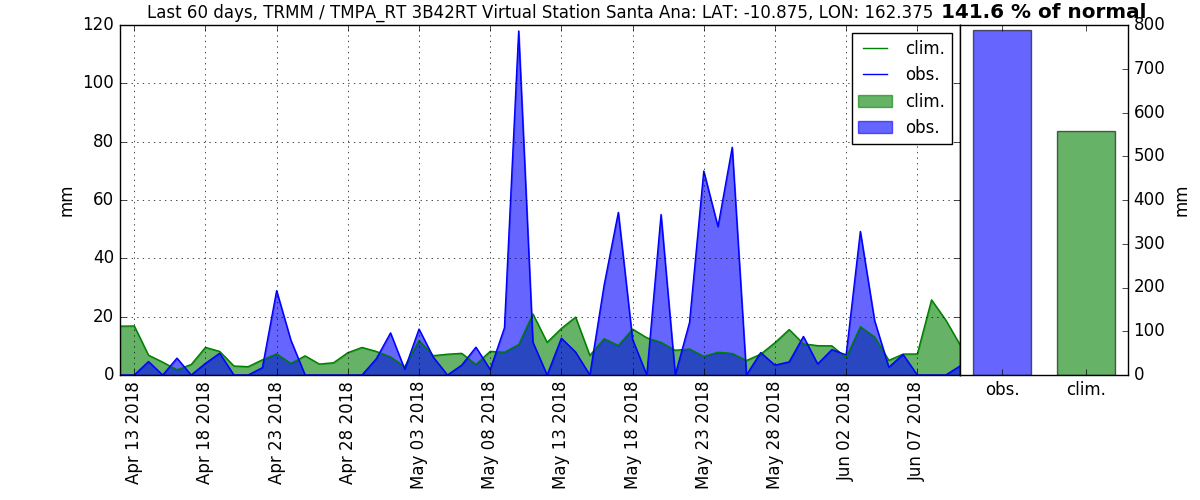 Last 60 days, TRMM / TMPA_RT 3B42RT Virtual Station Santa Ana: LAT: -10.875, LON: 162.375 141.6 % of normal
120
100
80
60
40
20
0
mm
clim.
obs.
clim.
obs.
800
700
600
500
400
300
200
100
0
mm
obs. clim.
Apr 13 2018
Apr 18 2018
Apr 23 2018
Apr 28 2018
May 03 2018
May 08 2018
May 13 2018
May 18 2018
May 23 2018
May 28 2018
Jun 02 2018
Jun 07 2018